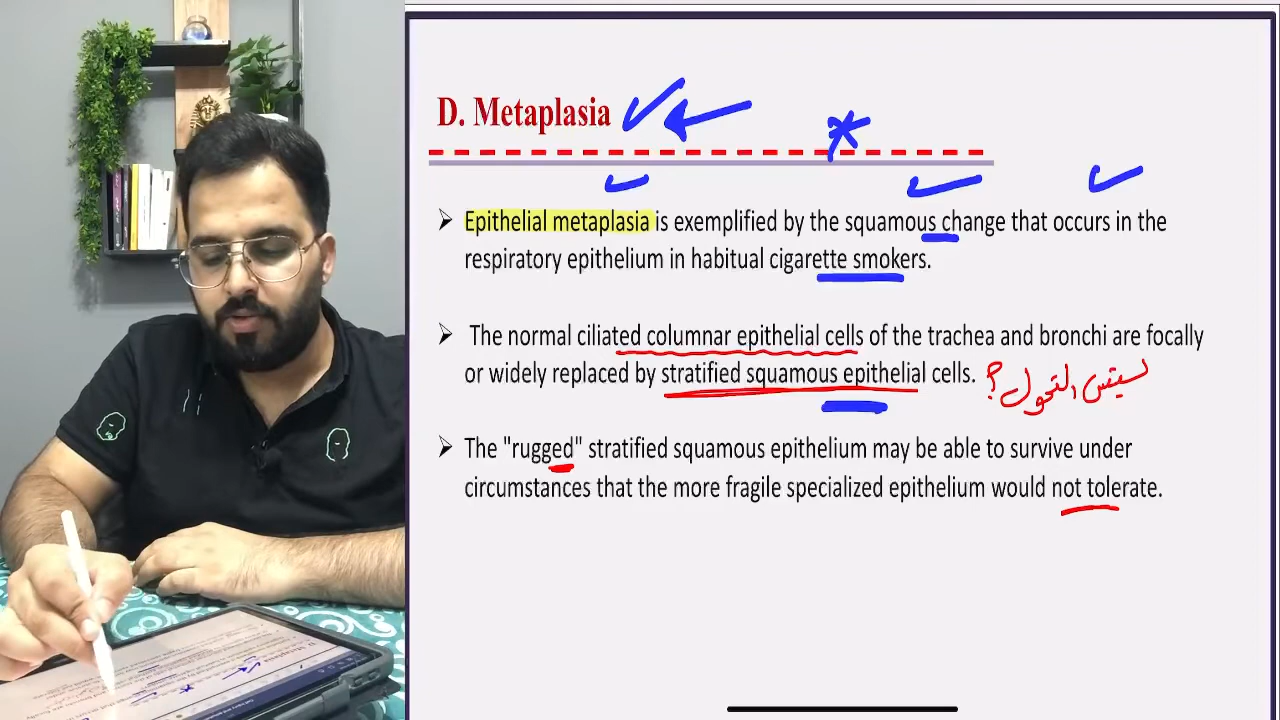 D. Metaplasia
➢ Epithelial metaplasia is exemplified by the squamous change that occurs in the
respiratory epithelium in habitual cigarette smokers.
➢ The normal ciliated columnar epithelial cells of the trachea and bronchi are focally
or widely replaced by stratified squamous epithelial cells.
التحول؟
➢ The "rugged" stratified squamous epithelium may be able to survive under
circumstances that the more fragile specialized epithelium would not tolerate.